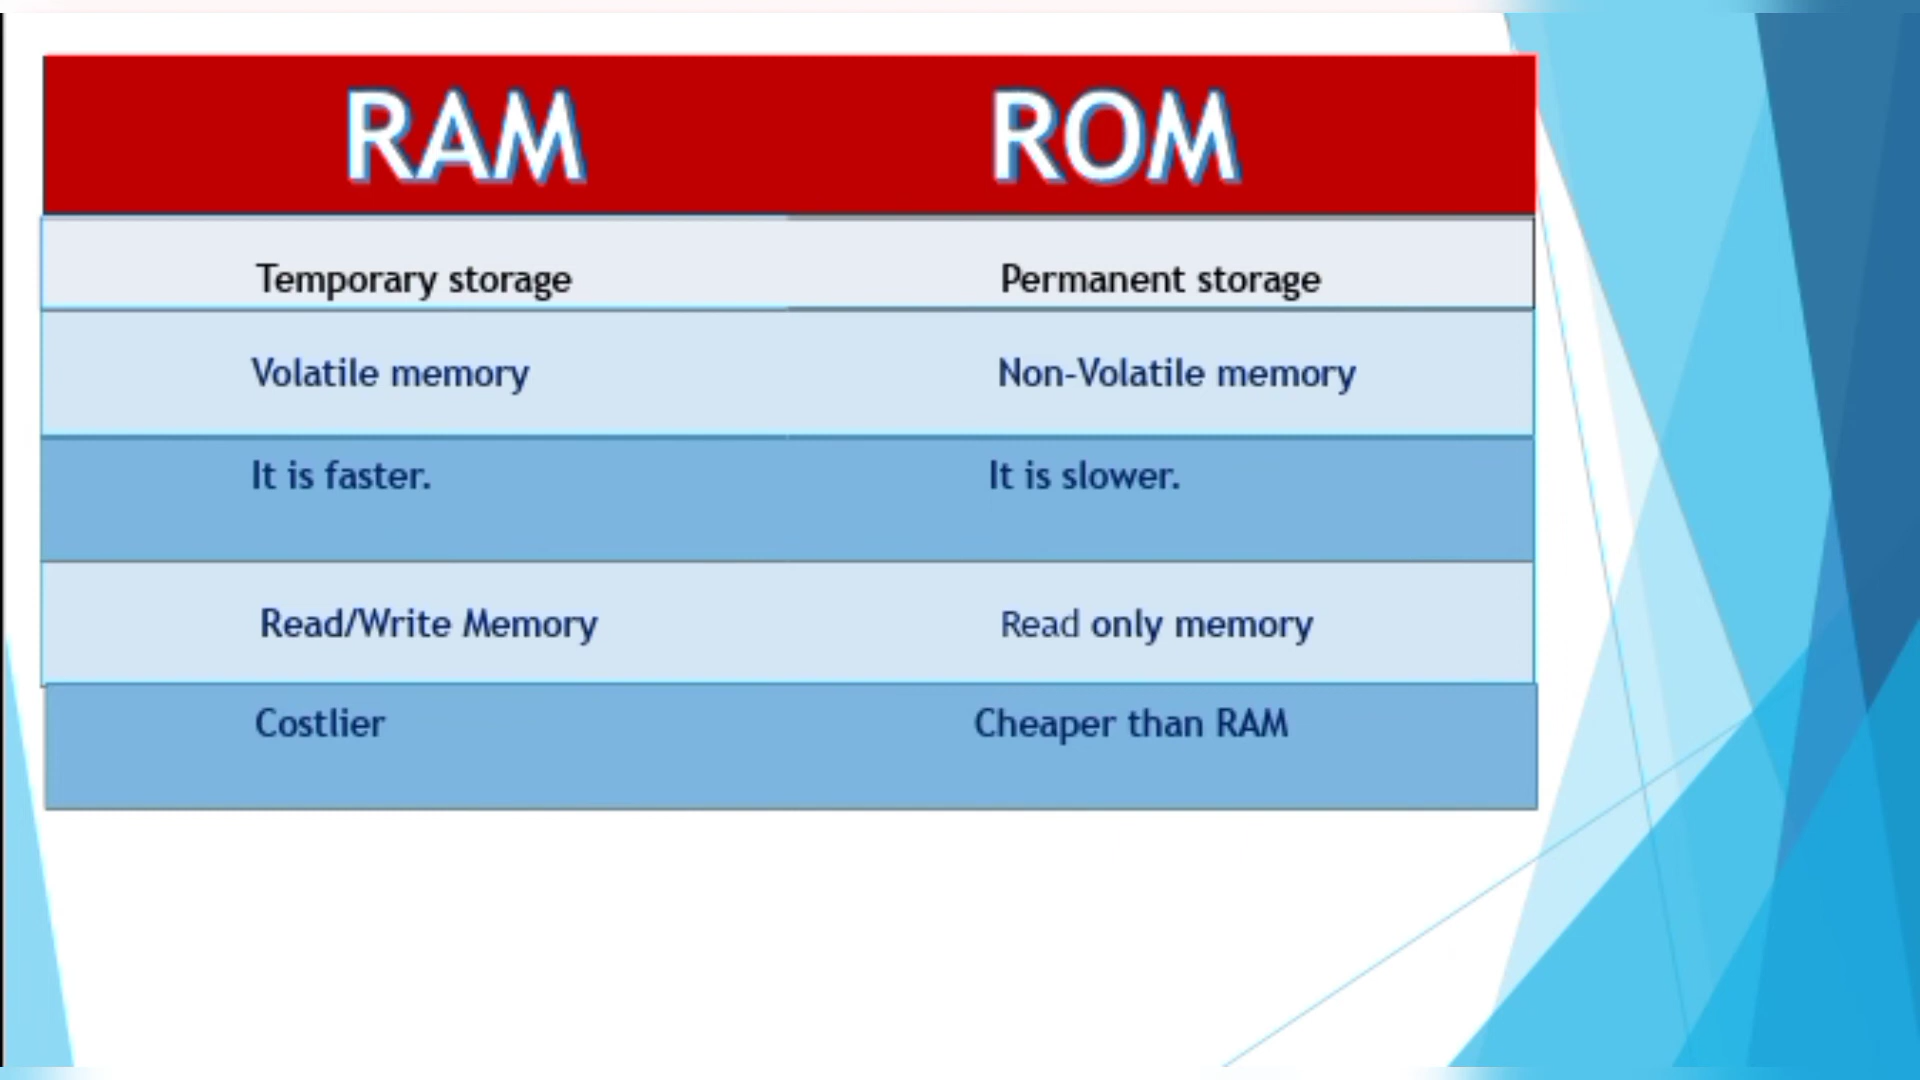 RAM ROM
Temporary storage Permanent storage
Volatile memory Non-Volatile memory
It is faster. It is slower.
Read/Write Memory Read only memory
Costlier Cheaper than RAM